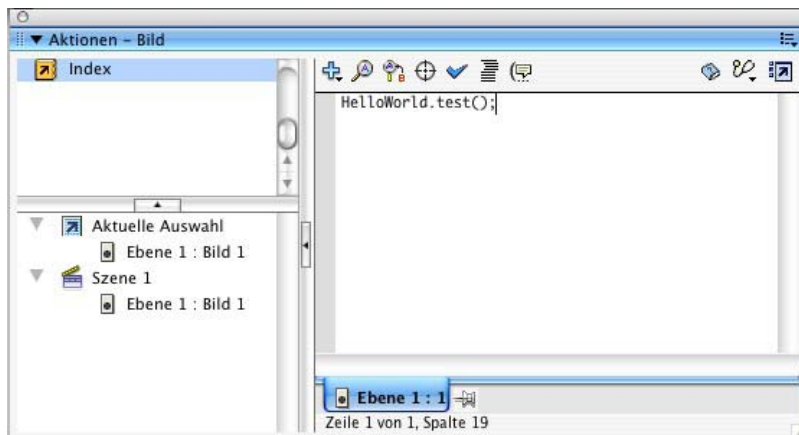 Aktionen – Bild
Index
HelloWorld.test();
Aktuelle Auswahl
Ebene 1 : Bild 1
Szene 1
Ebene 1 : Bild 1
Ebene 1 : 1
Zeile 1 von 1, Spalte 19